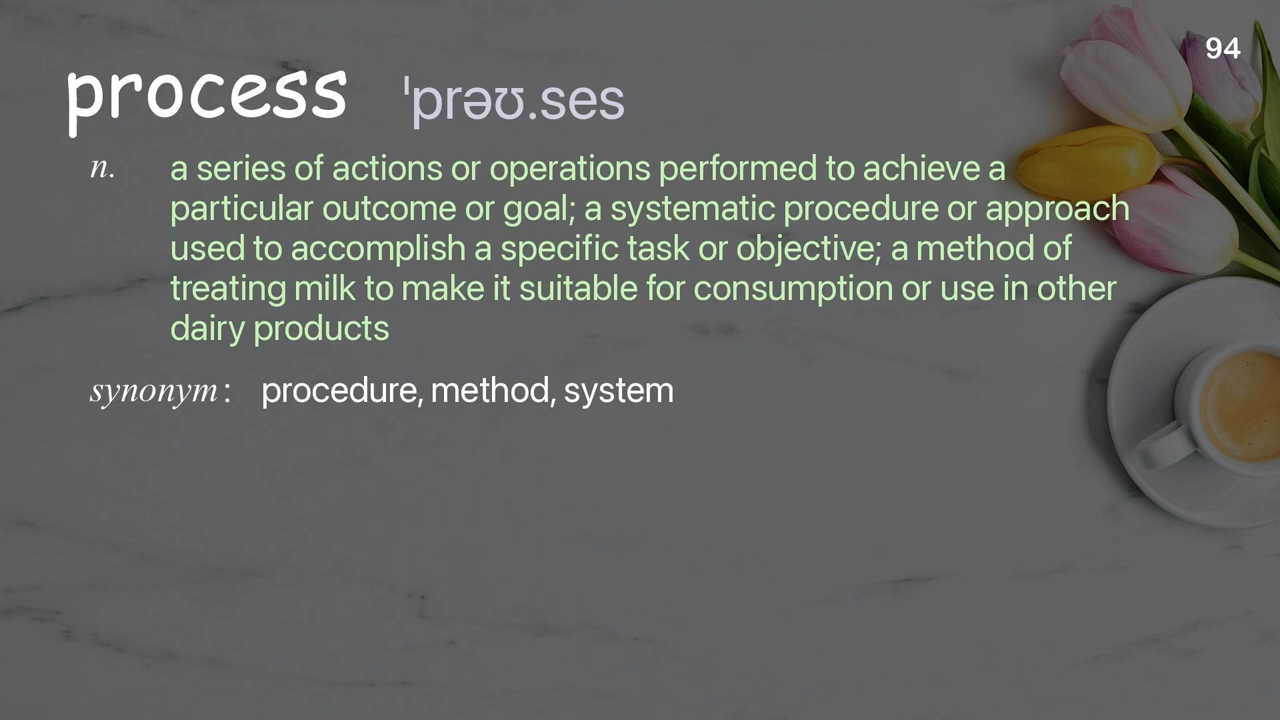 94
process ˈprəʊ.ses
n. a series of actions or operations performed to achieve a
particular outcome or goal; a systematic procedure or approach
used to accomplish a specific task or objective; a method of
treating milk to make it suitable for consumption or use in other
dairy products
synonym: procedure, method, system